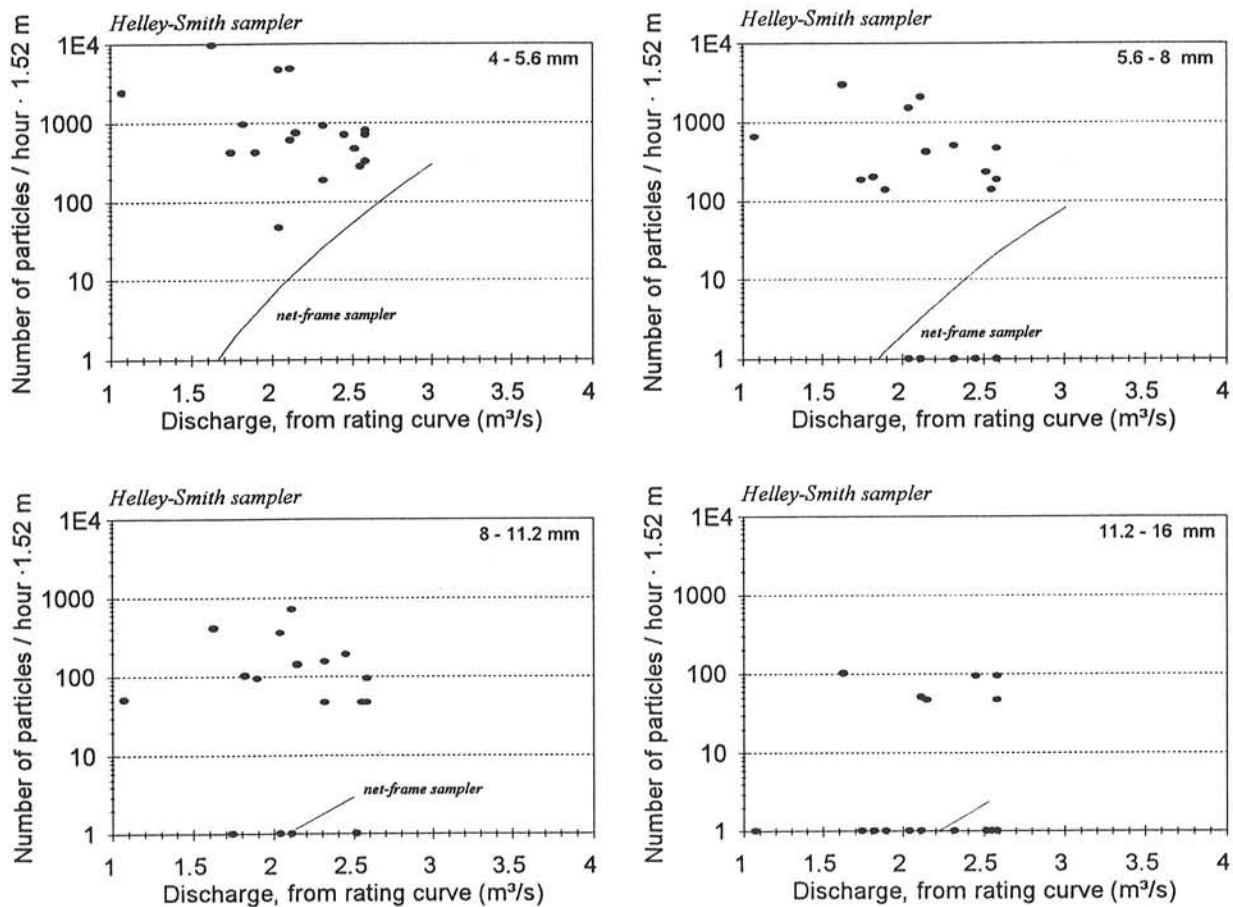 Helley-Smith sampler
Number of particles / hour · 1.52 m
1E4
1000
100
10
1
4 - 5.6 mm
net-frame sampler
1 1.5 2 2.5 3 3.5 4
Discharge, from rating curve (m³/s)
Helley-Smith sampler
Number of particles / hour · 1.52 m
1E4
1000
100
10
1
5.6 - 8 mm
net-frame sampler
1 1.5 2 2.5 3 3.5 4
Discharge, from rating curve (m³/s)
Helley-Smith sampler
Number of particles / hour · 1.52 m
1E4
1000
100
10
1
8 - 11.2 mm
net-frame sampler
1 1.5 2 2.5 3 3.5 4
Discharge, from rating curve (m³/s)
Helley-Smith sampler
Number of particles / hour · 1.52 m
1E4
1000
100
10
1
11.2 - 16 mm
1 1.5 2 2.5 3 3.5 4
Discharge, from rating curve (m³/s)